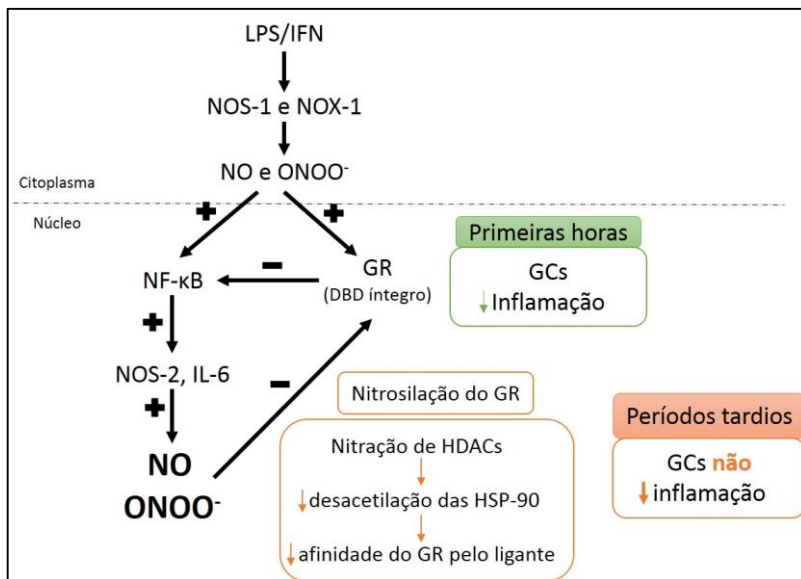 LPS/IFN
NOS-1 e NOX-1
NO e ONOO⁻
Citoplasma
Núcleo
+
+
Primeiras horas
GCs
↓ Inflamação
NF-κB
−
GR
(DBD íntegro)
+
NOS-2, IL-6
+
−
NO
ONOO⁻
Nitrosilação do GR
Nitração de HDACs
↓
↓ desacetilação das HSP-90
↓
↓ afinidade do GR pelo ligante
Períodos tardios
GCs não
↓ inflamação